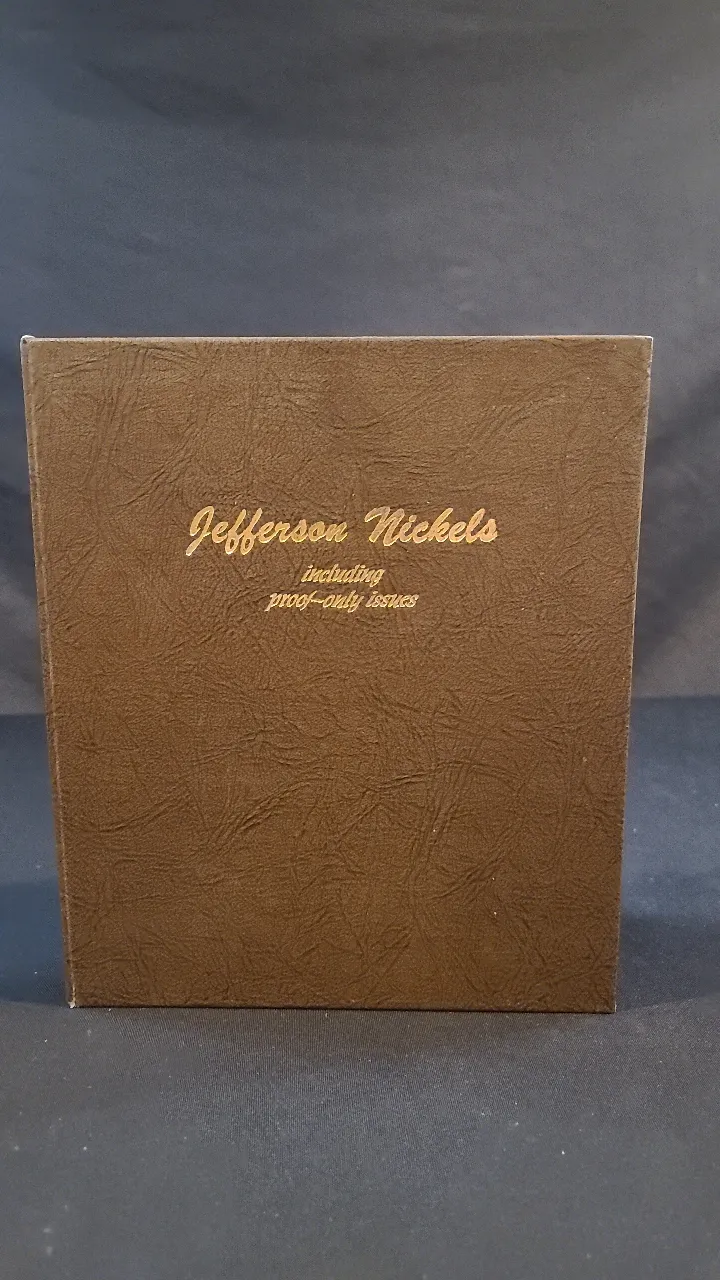 Jefferson Nickels
including
proof-only issues